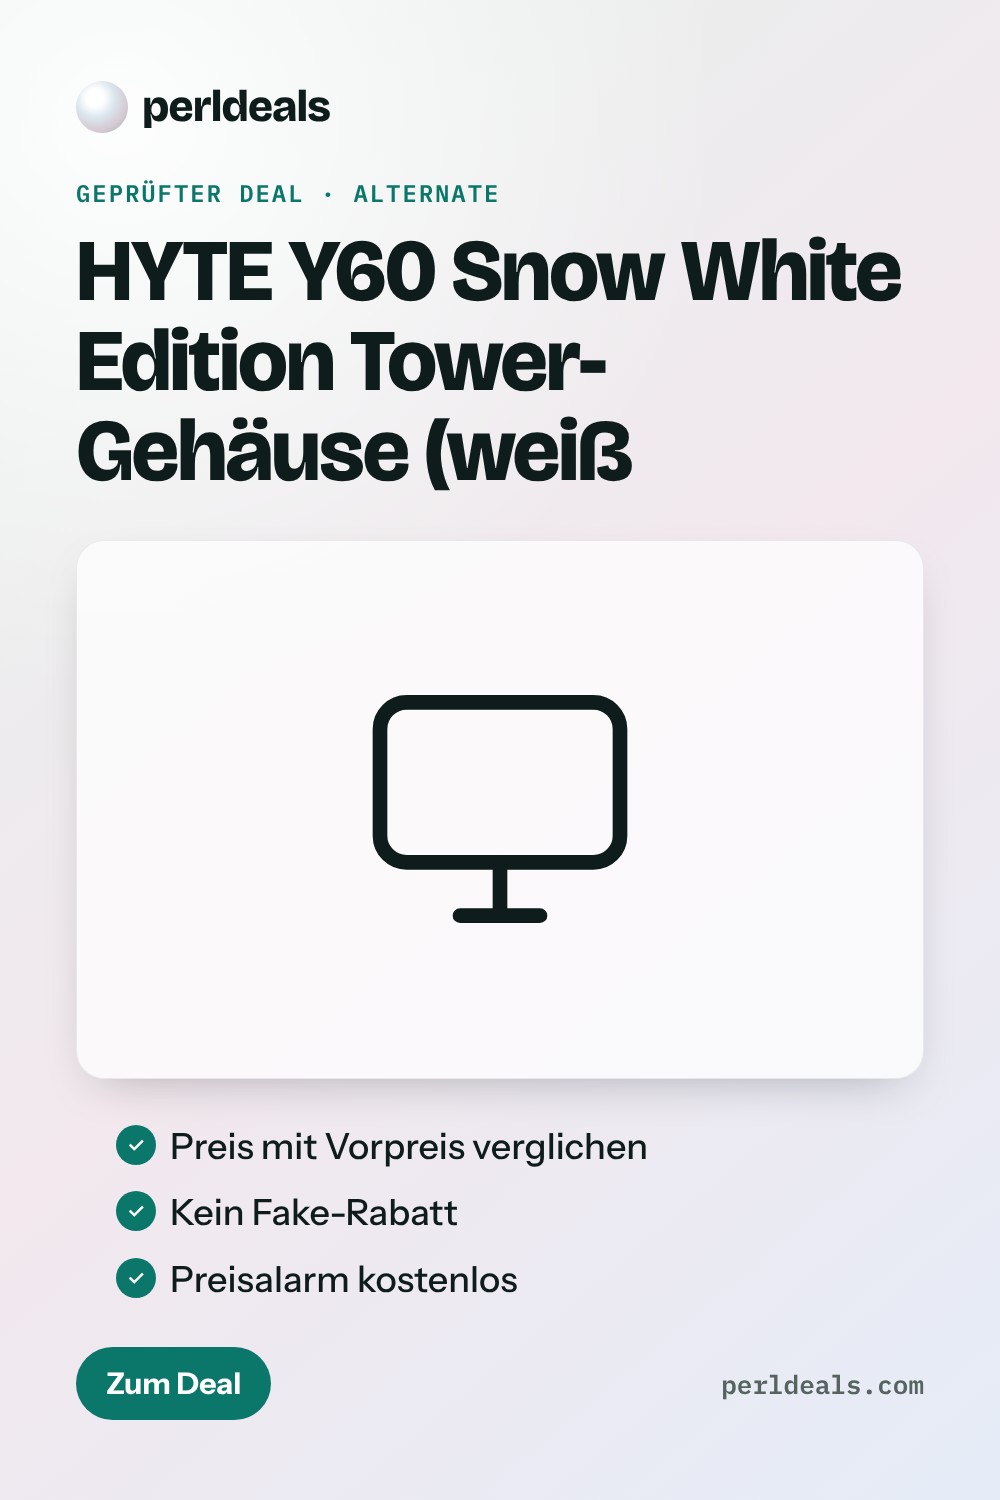 perldeals
GEPRÜFTER DEAL · ALTERNATE
HYTE Y60 Snow White
Edition Tower-
Gehäuse (weiß
Preis mit Vorpreis verglichen
Kein Fake-Rabatt
Preisalarm kostenlos
Zum Deal
perldeals.com